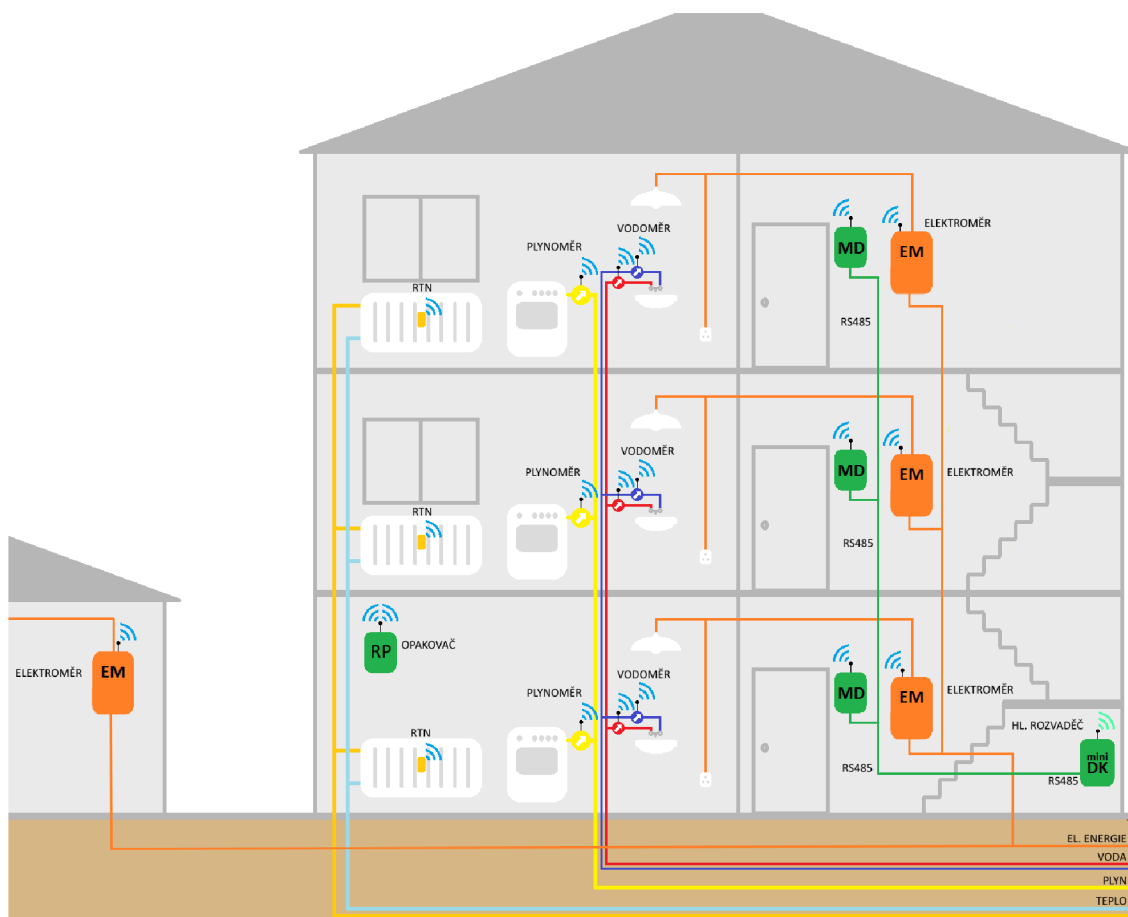 ELEKTROMĚR
VODOMĚR
PLYNOMĚR
MD
EM
RTN
RS485
VODOMĚR
PLYNOMĚR
MD
EM
ELEKTROMĚR
RTN
RS485
RP
OPAKOVAČ
ELEKTROMĚR
EM
VODOMĚR
PLYNOMĚR
MD
EM
ELEKTROMĚR
HL. ROZVADĚČ
RTN
RS485
mini
DK
RS485
EL. ENERGIE
VODA
PLYN
TEPLO